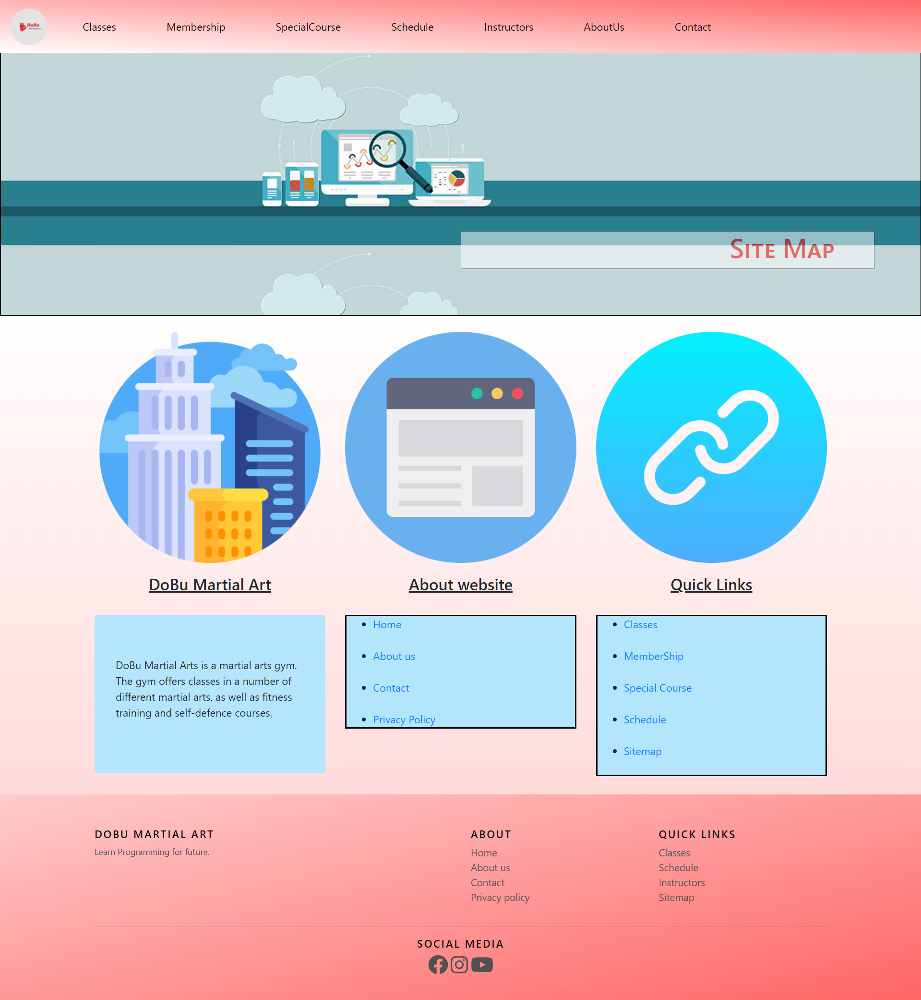 DoBu
Martial Art
Classes
Membership
SpecialCourse
Schedule
Instructors
AboutUs
Contact
Site Map
DoBu Martial Art
About website
Quick Links
DoBu Martial Arts is a martial arts gym.
The gym offers classes in a number of
different martial arts, as well as fitness
training and self-defence courses.
Home
About us
Contact
Privacy Policy
Classes
MemberShip
Special Course
Schedule
Sitemap
DOBU MARTIAL ART
Learn Programming for future.
ABOUT
Home
About us
Contact
Privacy policy
QUICK LINKS
Classes
Schedule
Instructors
Sitemap
SOCIAL MEDIA